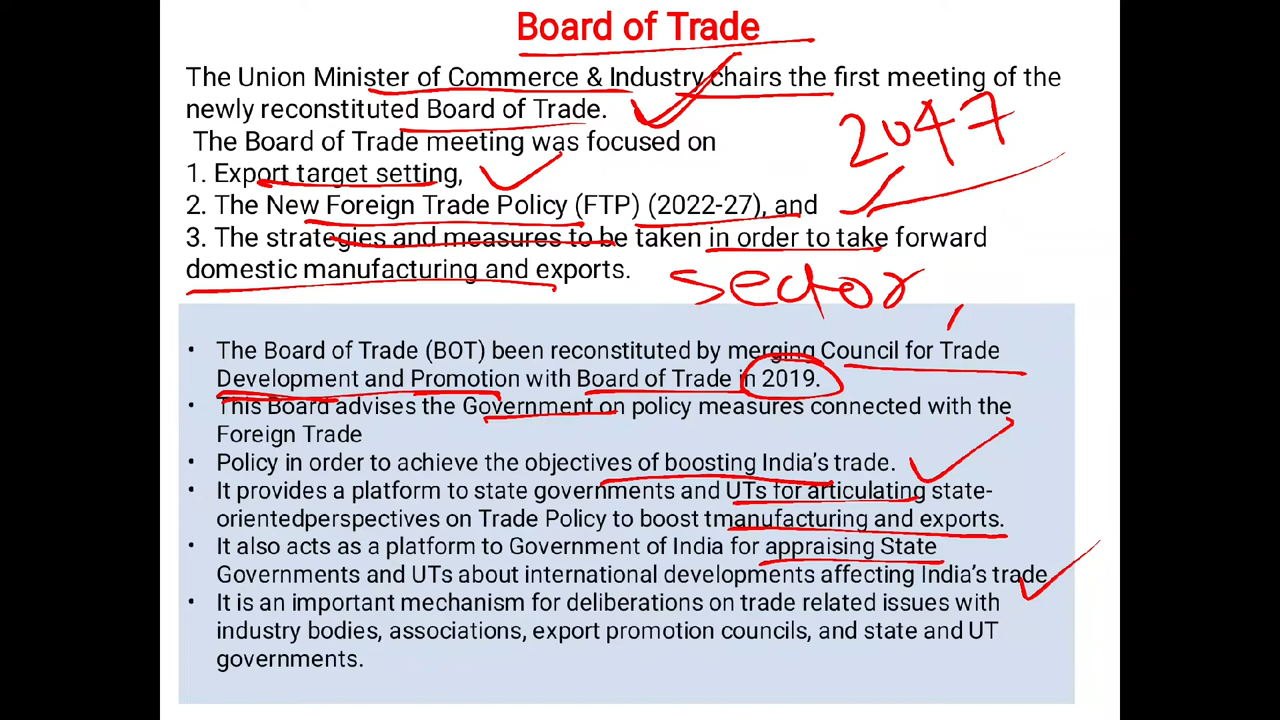 Board of Trade
The Union Minister of Commerce & Industry chairs the first meeting of the
newly reconstituted Board of Trade.
The Board of Trade meeting was focused on
2047
1. Export target setting,
2. The New Foreign Trade Policy (FTP) (2022-27), and
3. The strategies and measures to be taken in order to take forward
domestic manufacturing and exports.
sector,
• The Board of Trade (BOT) been reconstituted by merging Council for Trade
Development and Promotion with Board of Trade in 2019.
• This Board advises the Government on policy measures connected with the
Foreign Trade
• Policy in order to achieve the objectives of boosting India's trade.
• It provides a platform to state governments and UTs for articulating state-
orientedperspectives on Trade Policy to boost tmanufacturing and exports.
• It also acts as a platform to Government of India for appraising State
Governments and UTs about international developments affecting India's trade
• It is an important mechanism for deliberations on trade related issues with
industry bodies, associations, export promotion councils, and state and UT
governments.